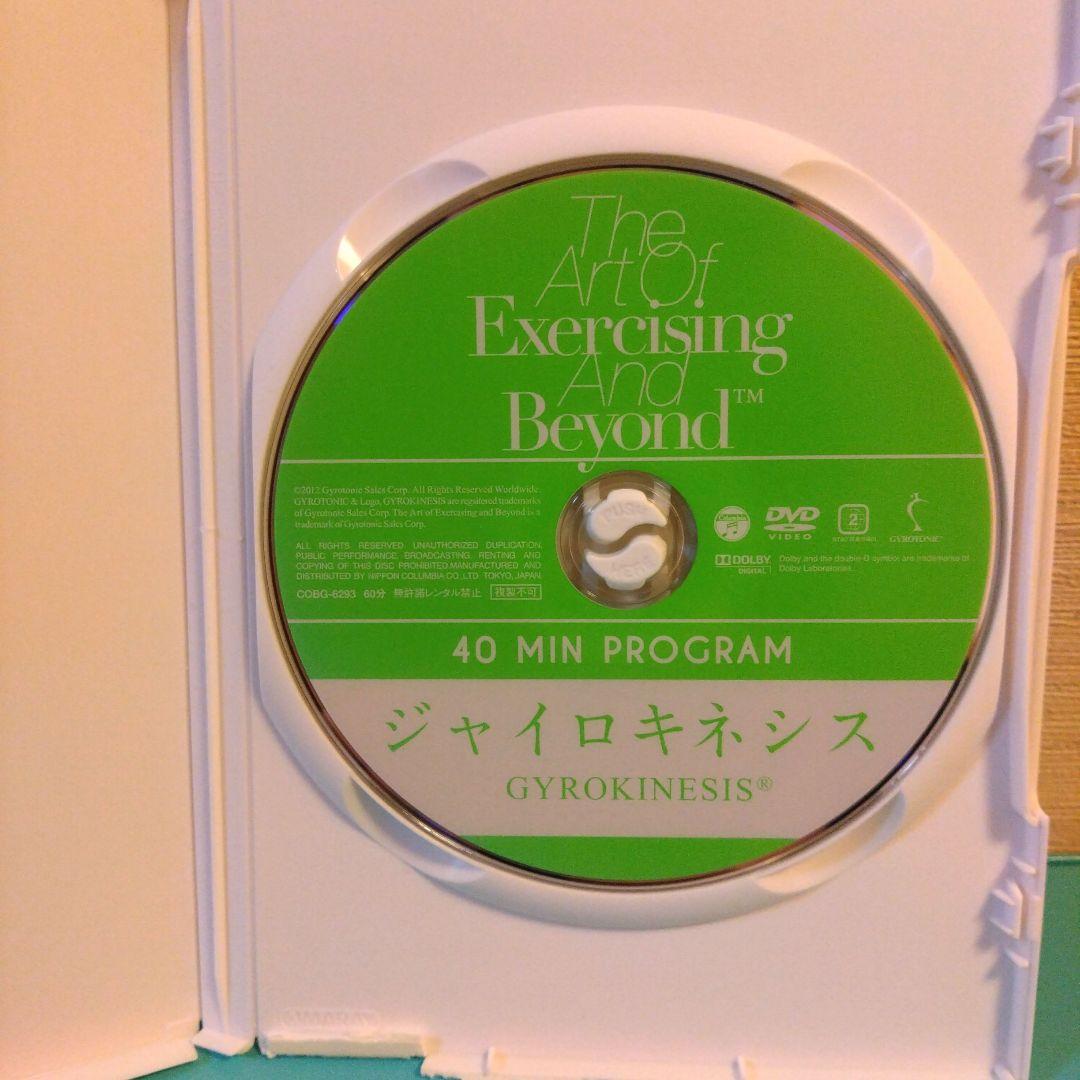 The
Art Of
Exercising
And
Beyond™
©2012 Gyrotonic Sales Corp. All Rights Reserved Worldwide.
GYROTONIC & Logo, GYROKINESIS are registered trademarks
of Gyrotonic Sales Corp. The Art of Exercising and Beyond is a
trademark of Gyrotonic Sales Corp.
ALL RIGHTS RESERVED. UNAUTHORIZED DUPLICATION,
PUBLIC PERFORMANCE, BROADCASTING, RENTING AND
COPYING OF THIS DISC PROHIBITED.MANUFACTURED AND
DISTRIBUTED BY NIPPON COLUMBIA CO.,LTD. TOKYO, JAPAN.
COBG-6293 60分 無許諾レンタル禁止 複製不可
PUSH
HERE
Columbia
DVD
VIDEO
2
GYROTONIC
DOLBY
DIGITAL
Dolby and the double-D symbol are trademarks of
Dolby Laboratories.
40 MIN PROGRAM
ジャイロキネシス
GYROKINESIS®
AMARAY